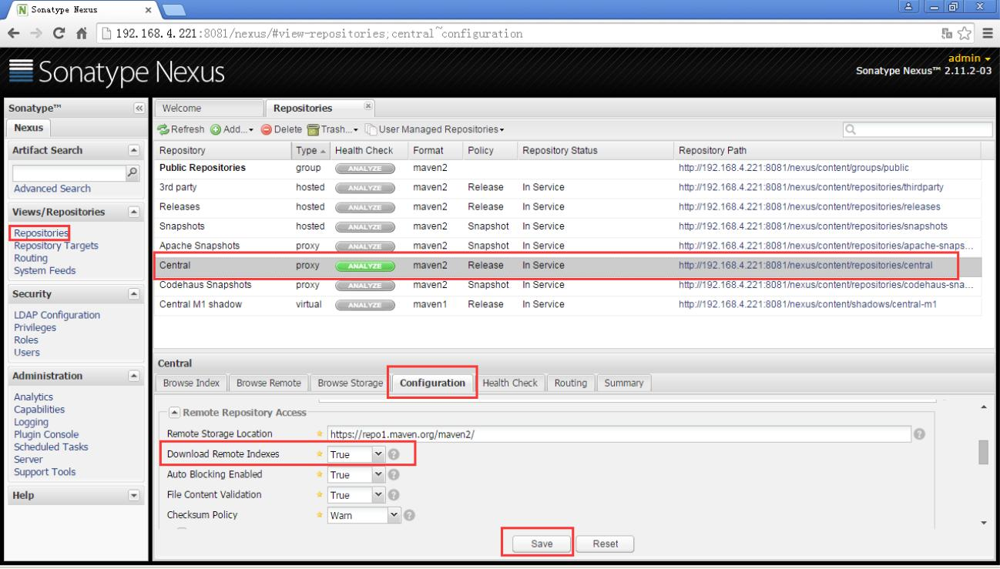 Sonatype Nexus
192.168.4.221:8081/nexus/#view-repositories;central~configuration
Sonatype Nexus
admin
Sonatype Nexus™ 2.11.2-03
Sonatype™
Nexus
Artifact Search
Advanced Search
Views/Repositories
Repositories
Repository Targets
Routing
System Feeds
Security
LDAP Configuration
Privileges
Roles
Users
Administration
Analytics
Capabilities
Logging
Plugin Console
Scheduled Tasks
Server
Support Tools
Help
Welcome Repositories
Refresh Add... Delete Trash... User Managed Repositories
Repository Type Health Check Format Policy Repository Status Repository Path
Public Repositories group ANALYZE maven2 http://192.168.4.221:8081/nexus/content/groups/public
3rd party hosted ANALYZE maven2 Release In Service http://192.168.4.221:8081/nexus/content/repositories/thirdparty
Releases hosted ANALYZE maven2 Release In Service http://192.168.4.221:8081/nexus/content/repositories/releases
Snapshots hosted ANALYZE maven2 Snapshot In Service http://192.168.4.221:8081/nexus/content/repositories/snapshots
Apache Snapshots proxy ANALYZE maven2 Snapshot In Service http://192.168.4.221:8081/nexus/content/repositories/apache-snaps...
Central proxy ANALYZE maven2 Release In Service http://192.168.4.221:8081/nexus/content/repositories/central
Codehaus Snapshots proxy ANALYZE maven2 Snapshot In Service http://192.168.4.221:8081/nexus/content/repositories/codehaus-sna...
Central M1 shadow virtual ANALYZE maven1 Release In Service http://192.168.4.221:8081/nexus/content/shadows/central-m1
Central
Browse Index Browse Remote Browse Storage Configuration Health Check Routing Summary
Remote Repository Access
Remote Storage Location https://repo1.maven.org/maven2/
Download Remote Indexes True
Auto Blocking Enabled True
File Content Validation True
Checksum Policy Warn
Save Reset